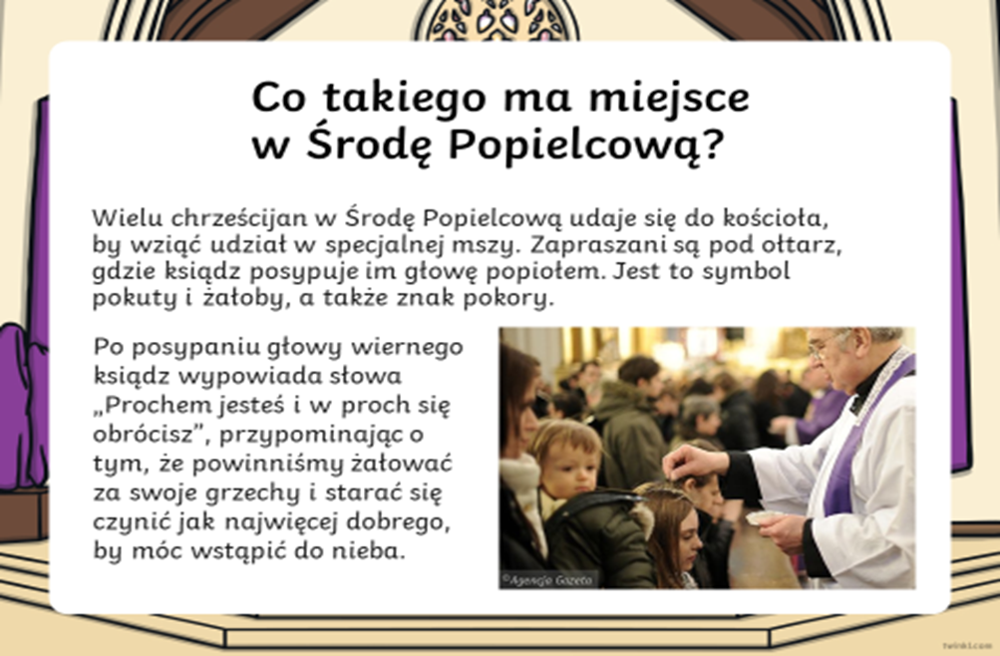 Co takiego ma miejsce
w Środę Popielcową?
Wielu chrześcijan w Środę Popielcową udaje się do kościoła,
by wziąć udział w specjalnej mszy. Zapraszani są pod ołtarz,
gdzie ksiądz posypuje im głowę popiołem. Jest to symbol
pokuty i żałoby, a także znak pokory.
Po posypaniu głowy wiernego
ksiądz wypowiada słowa
„Prochem jesteś i w proch się
obrócisz”, przypominając o
tym, że powinniśmy żałować
za swoje grzechy i starać się
czynić jak najwięcej dobrego,
by móc wstąpić do nieba.
©Agencja Gazeta
twinkl.com